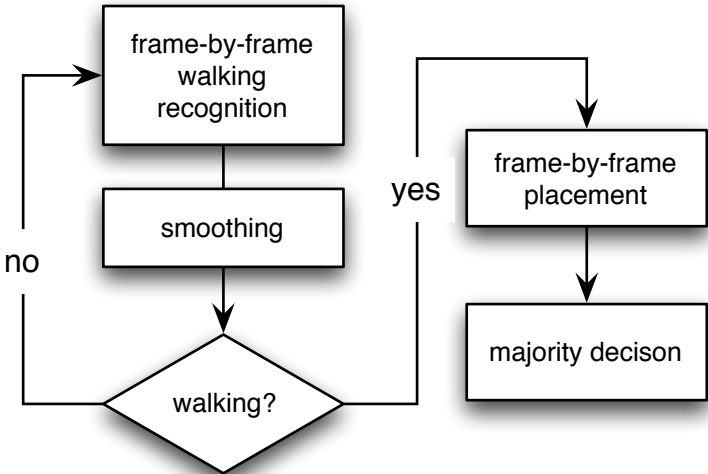 frame-by-frame
walking
recognition
smoothing
no
walking?
yes
frame-by-frame
placement
majority decison